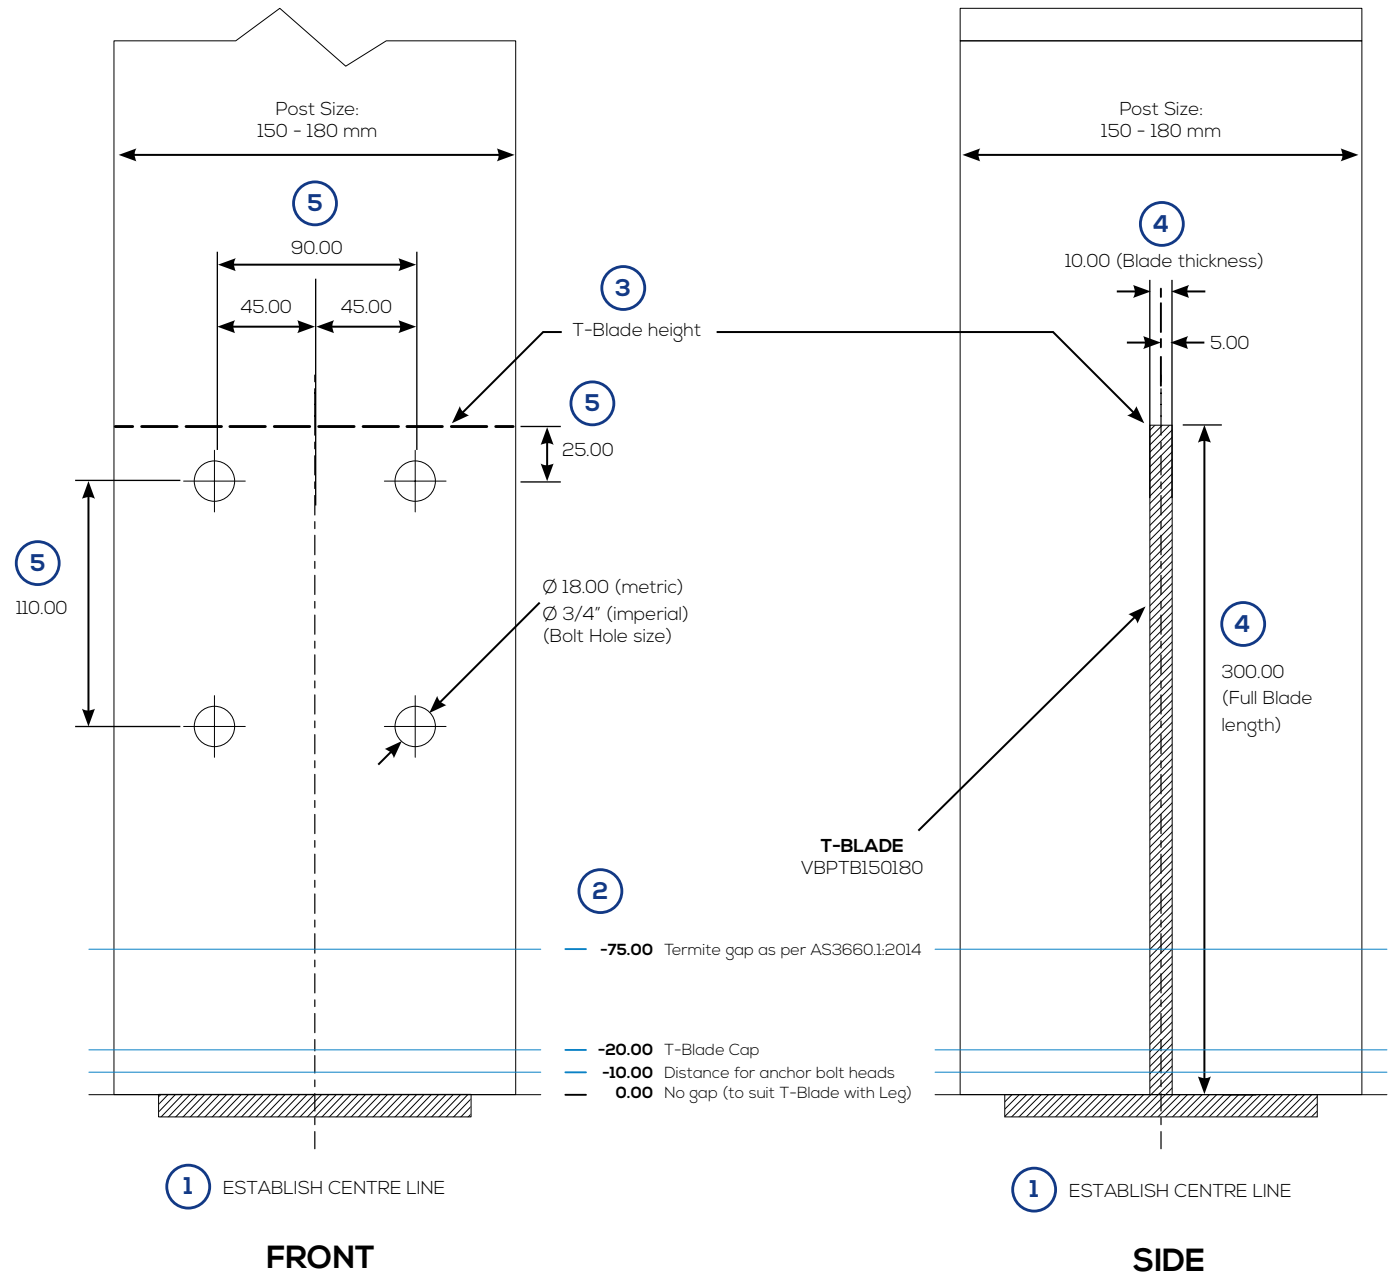 Post Size:
150 - 180 mm
5
90.00
45.00
45.00
3
T-Blade height
5
25.00
5
110.00
Ø 18.00 (metric)
Ø 3/4” (imperial)
(Bolt Hole size)
Post Size:
150 - 180 mm
4
10.00 (Blade thickness)
5.00
4
300.00
(Full Blade
length)
T-BLADE
VBPTB150180
2
-75.00 Termite gap as per AS3660.1:2014
-20.00 T-Blade Cap
-10.00 Distance for anchor bolt heads
0.00 No gap (to suit T-Blade with Leg)
1 ESTABLISH CENTRE LINE
1 ESTABLISH CENTRE LINE
FRONT
SIDE